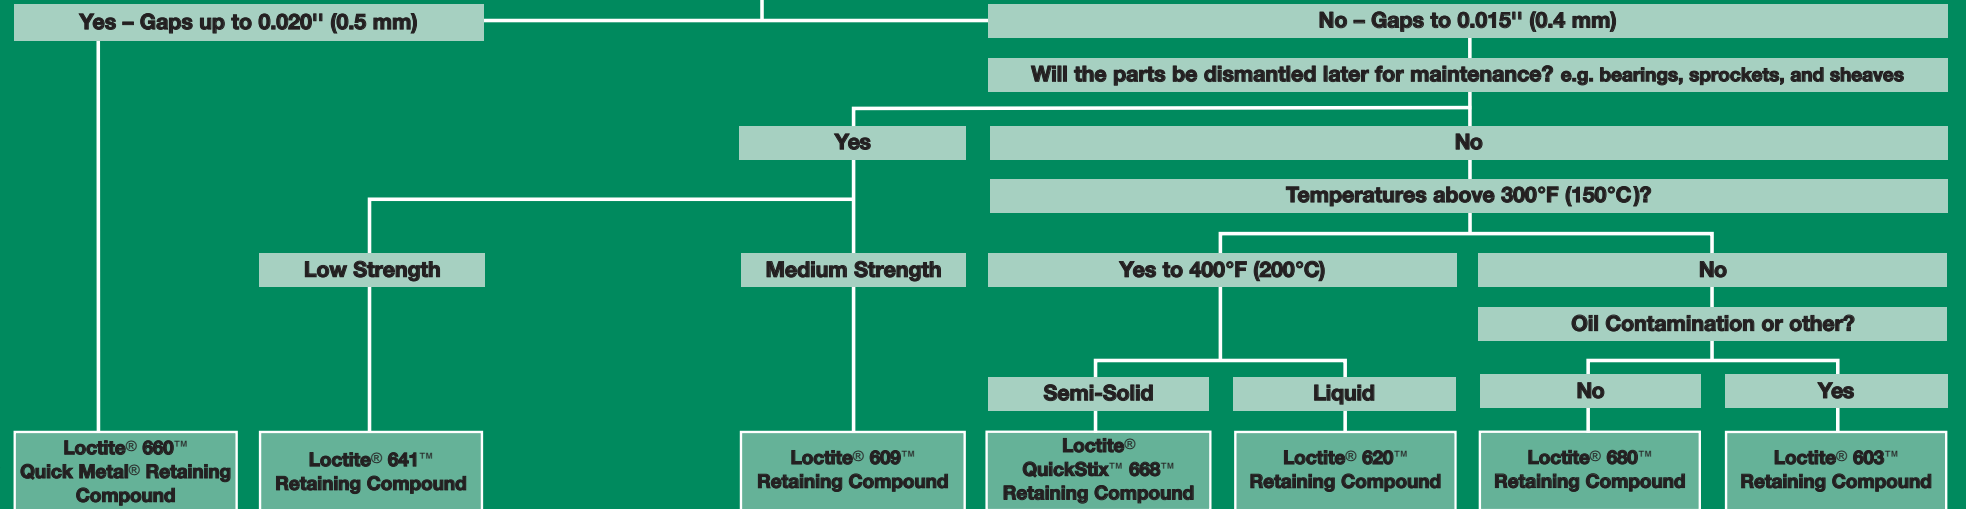 Yes – Gaps up to 0.020" (0.5 mm)
No – Gaps to 0.015" (0.4 mm)
Will the parts be dismantled later for maintenance? e.g. bearings, sprockets, and sheaves
Yes
No
Temperatures above 300°F (150°C)?
Low Strength
Medium Strength
Yes to 400°F (200°C)
No
Oil Contamination or other?
Semi-Solid
Liquid
No
Yes
Loctite® 660™
Quick Metal® Retaining
Compound
Loctite® 641™
Retaining Compound
Loctite® 609™
Retaining Compound
Loctite®
QuickStix™ 668™
Retaining Compound
Loctite® 620™
Retaining Compound
Loctite® 680™
Retaining Compound
Loctite® 603™
Retaining Compound